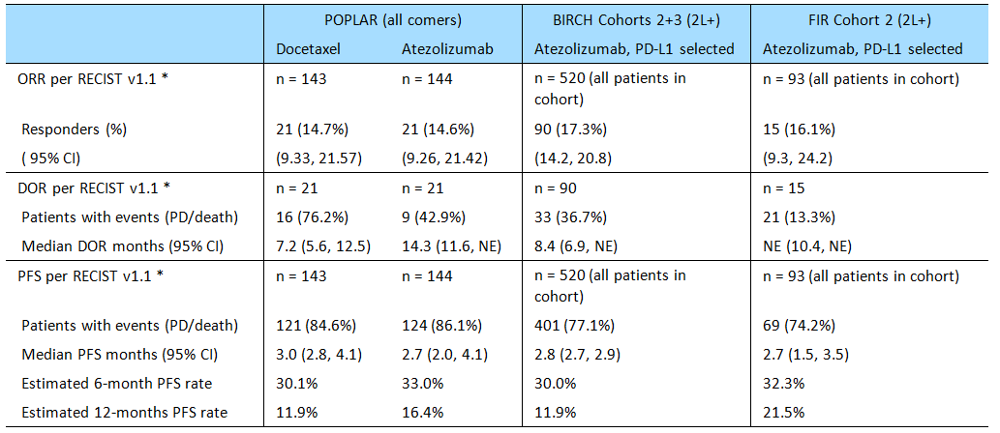 POPLAR (all comers) BIRCH Cohorts 2+3 (2L+) FIR Cohort 2 (2L+)
Docetaxel Atezolizumab Atezolizumab, PD-L1 selected Atezolizumab, PD-L1 selected
ORR per RECIST v1.1 * n = 143 n = 144 n = 520 (all patients in n = 93 (all patients in cohort)
cohort)
Responders (%) 21 (14.7%) 21 (14.6%) 90 (17.3%) 15 (16.1%)
( 95% CI) (9.33, 21.57) (9.26, 21.42) (14.2, 20.8) (9.3, 24.2)
DOR per RECIST v1.1 * n = 21 n = 21 n = 90 n = 15
Patients with events (PD/death) 16 (76.2%) 9 (42.9%) 33 (36.7%) 21 (13.3%)
Median DOR months (95% CI) 7.2 (5.6, 12.5) 14.3 (11.6, NE) 8.4 (6.9, NE) NE (10.4, NE)
PFS per RECIST v1.1 * n = 143 n = 144 n = 520 (all patients in n = 93 (all patients in cohort)
cohort)
Patients with events (PD/death) 121 (84.6%) 124 (86.1%) 401 (77.1%) 69 (74.2%)
Median PFS months (95% CI) 3.0 (2.8, 4.1) 2.7 (2.0, 4.1) 2.8 (2.7, 2.9) 2.7 (1.5, 3.5)
Estimated 6-month PFS rate 30.1% 33.0% 30.0% 32.3%
Estimated 12-months PFS rate 11.9% 16.4% 11.9% 21.5%